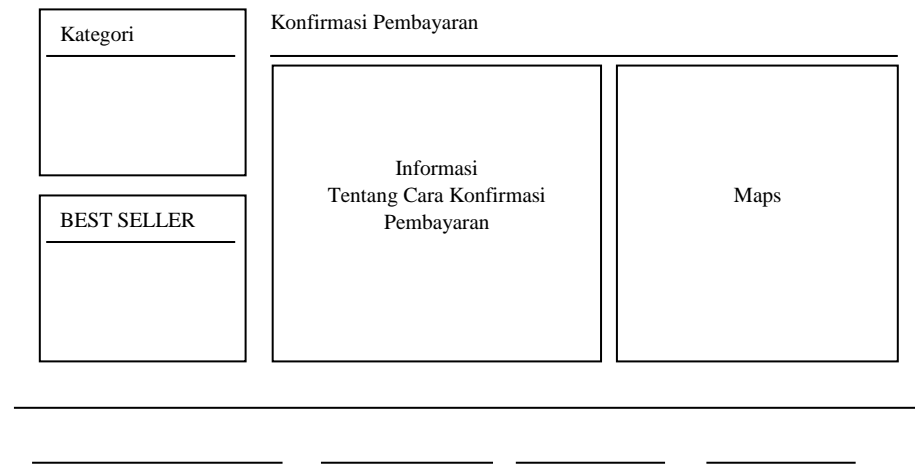 Kategori
BEST SELLER
Konfirmasi Pembayaran
Informasi
Tentang Cara Konfirmasi
Pembayaran
Maps